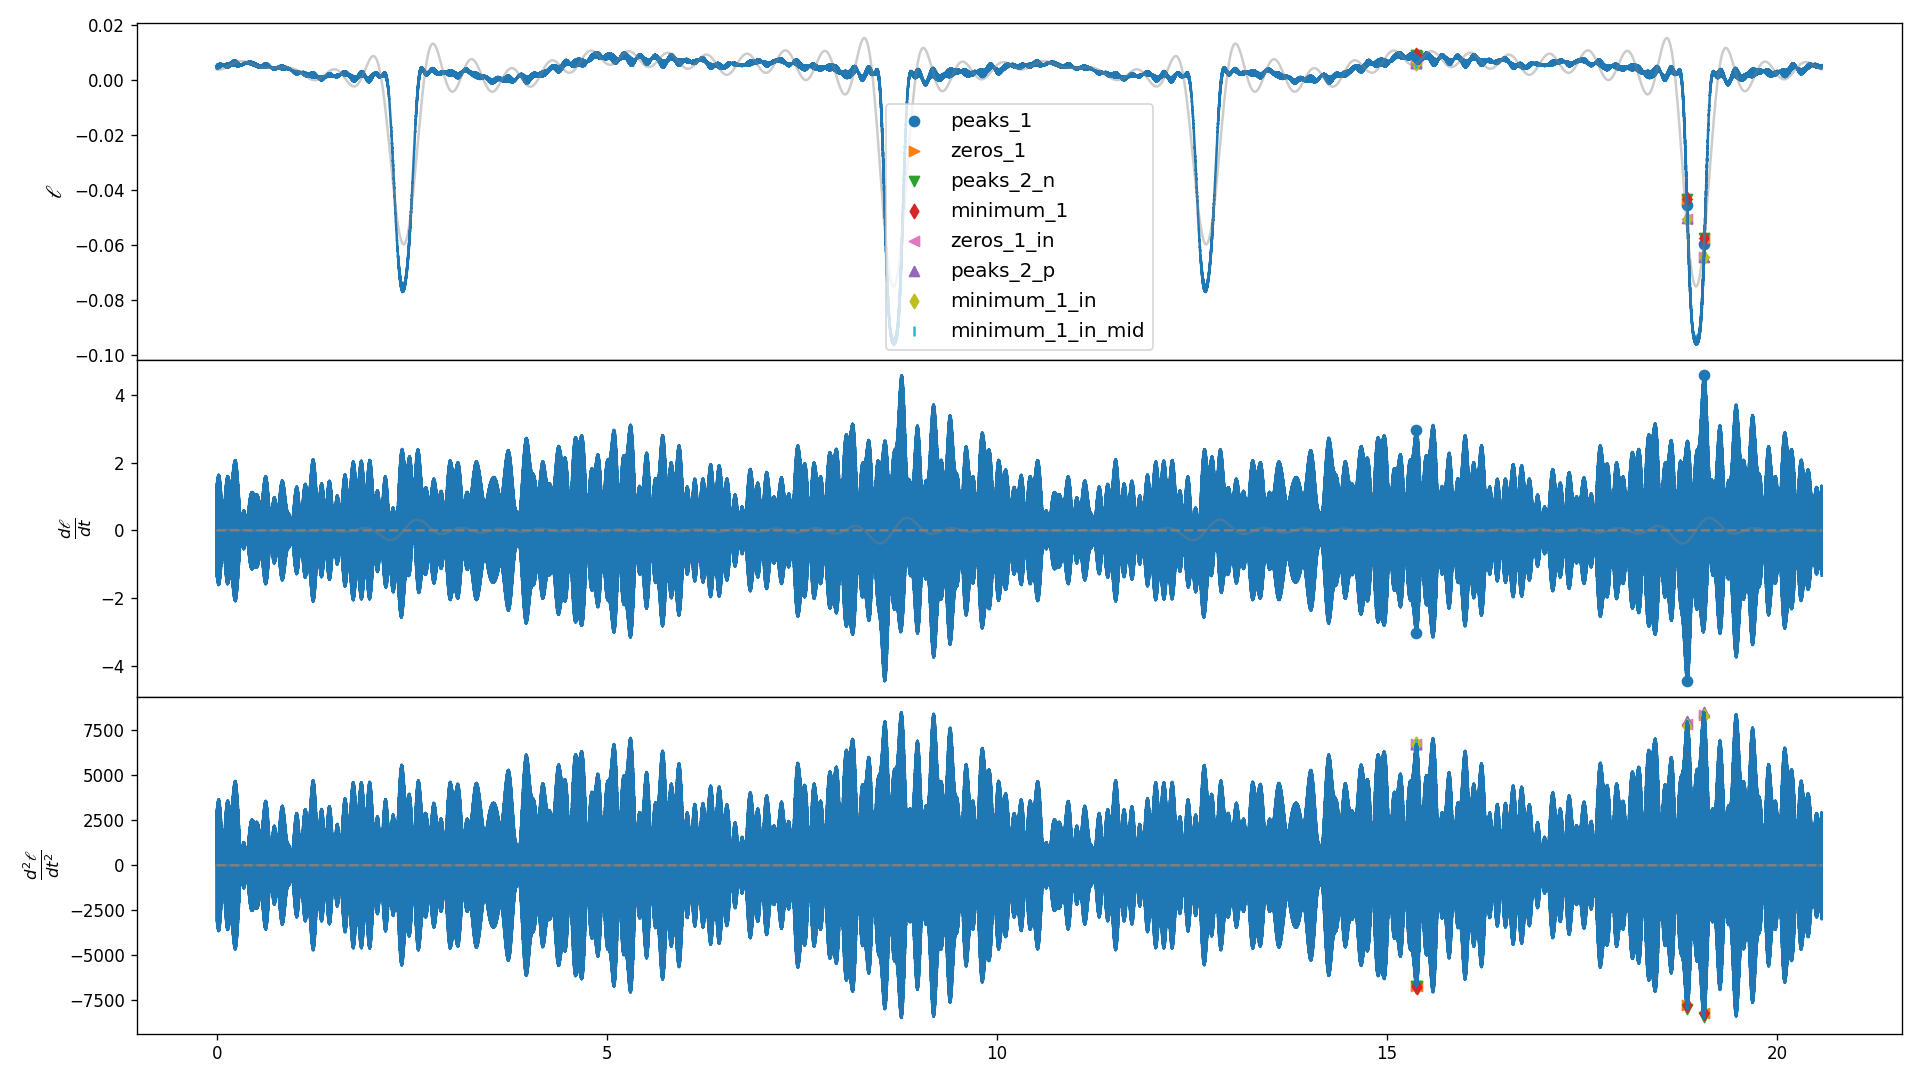 0.02
0.00
−0.02
−0.04
−0.06
−0.08
−0.10
ℓ
peaks_1
zeros_1
peaks_2_n
minimum_1
zeros_1_in
peaks_2_p
minimum_1_in
minimum_1_in_mid
4
2
0
−2
−4
dℓ
dt
7500
5000
2500
0
−2500
−5000
−7500
d²ℓ
dt²
0 5 10 15 20